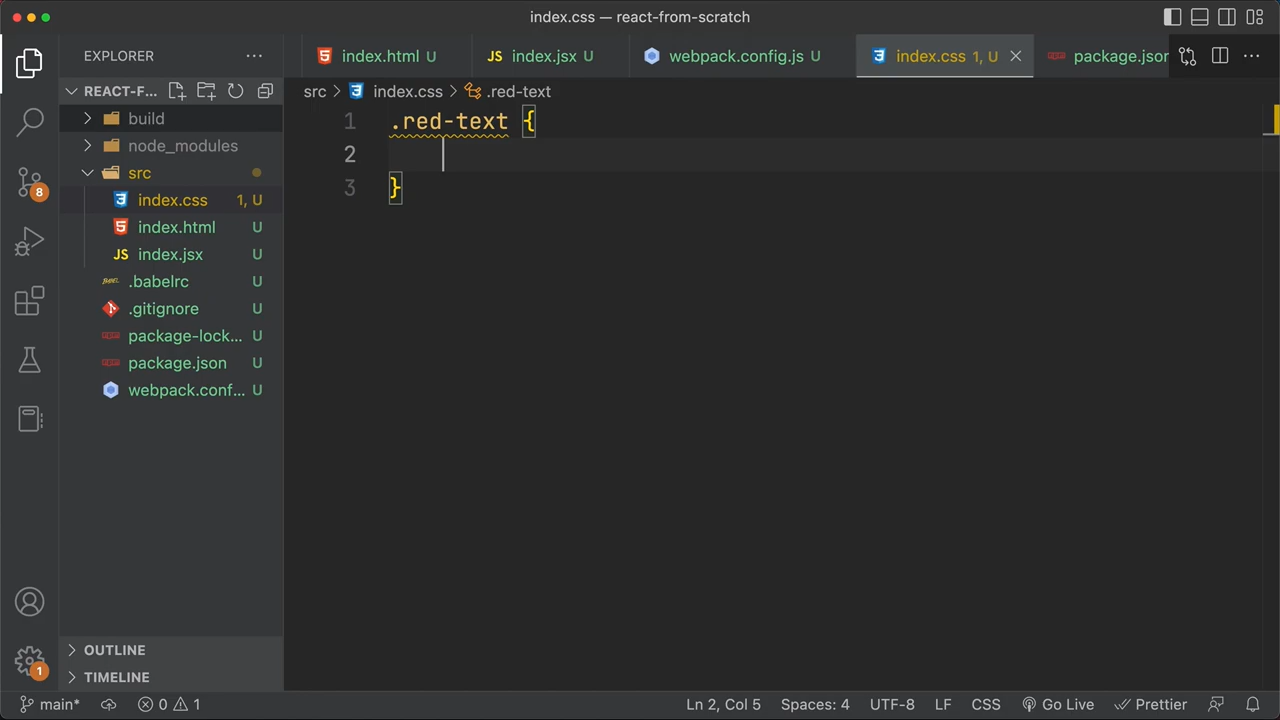 index.css — react-from-scratch
EXPLORER
index.html U
index.jsx U
webpack.config.js U
index.css 1, U
package.jsor
REACT-F...
src > index.css > .red-text
build
node_modules
src
index.css 1, U
index.html U
JS index.jsx U
.babelrc U
.gitignore U
package-lock... U
package.json U
webpack.conf... U
1 .red-text {
2
3 }
8
OUTLINE
TIMELINE
1
main*
0
1
Ln 2, Col 5
Spaces: 4
UTF-8
LF
CSS
Go Live
Prettier